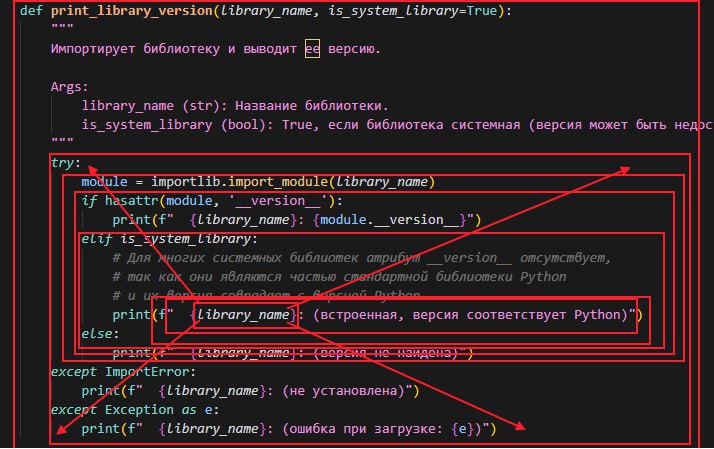 def print_library_version(library_name, is_system_library=True):
"""
Импортирует библиотеку и выводит ее версию.
Args:
library_name (str): Название библиотеки.
is_system_library (bool): True, если библиотека системная (версия может быть недос
"""
try:
module = importlib.import_module(library_name)
if hasattr(module, '__version__'):
print(f"  {library_name}: {module.__version__}")
elif is_system_library:
# Для многих системных библиотек атрибут __version__ отсутствует,
# так как они являются частью стандартной библиотеки Python
# и их версия совпадает с версией Python
print(f"  {library_name}: (встроенная, версия соответствует Python)")
else:
print(f"  {library_name}: (версия не найдена)")
except ImportError:
print(f"  {library_name}: (не установлена)")
except Exception as e:
print(f"  {library_name}: (ошибка при загрузке: {e})")